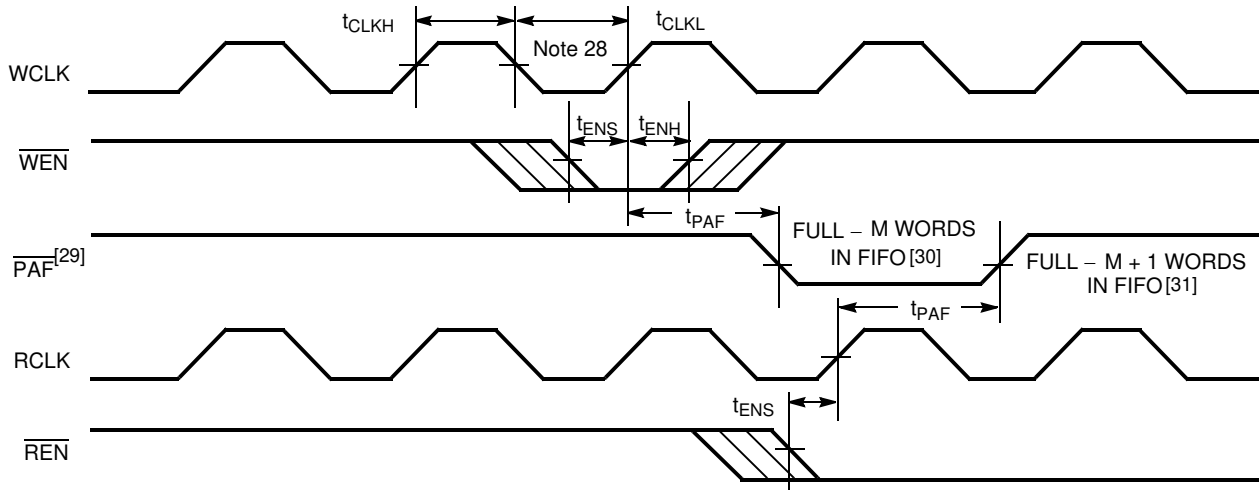 tCLKH
tCLKL
Note 28
WCLK
tENS
tENH
WEN
tPAF
FULL – M WORDS
IN FIFO[30]
PAF[29]
FULL – M + 1 WORDS
IN FIFO[31]
tPAF
RCLK
tENS
REN